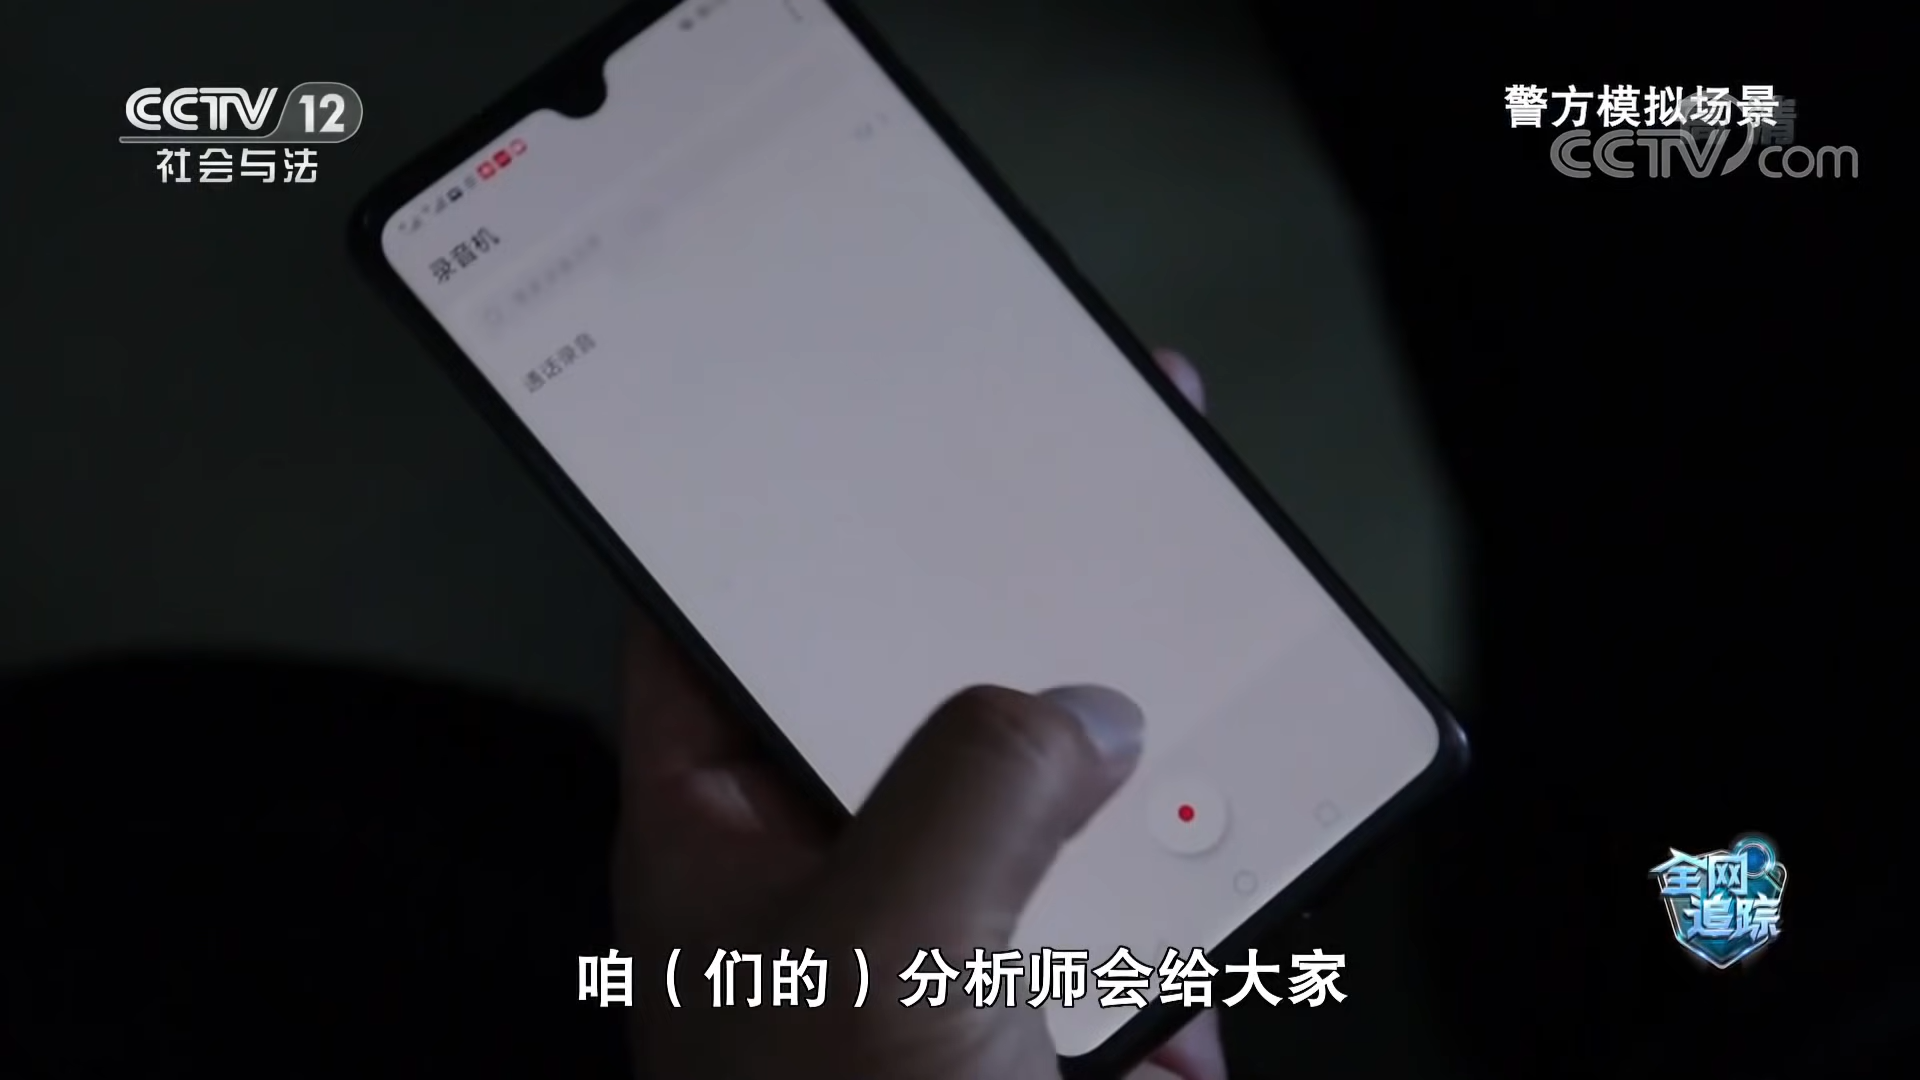 CCTV 12
社会与法
警方模拟场景
CCTV.com
录音机
通话录音
全网
追踪
咱（们的）分析师会给大家